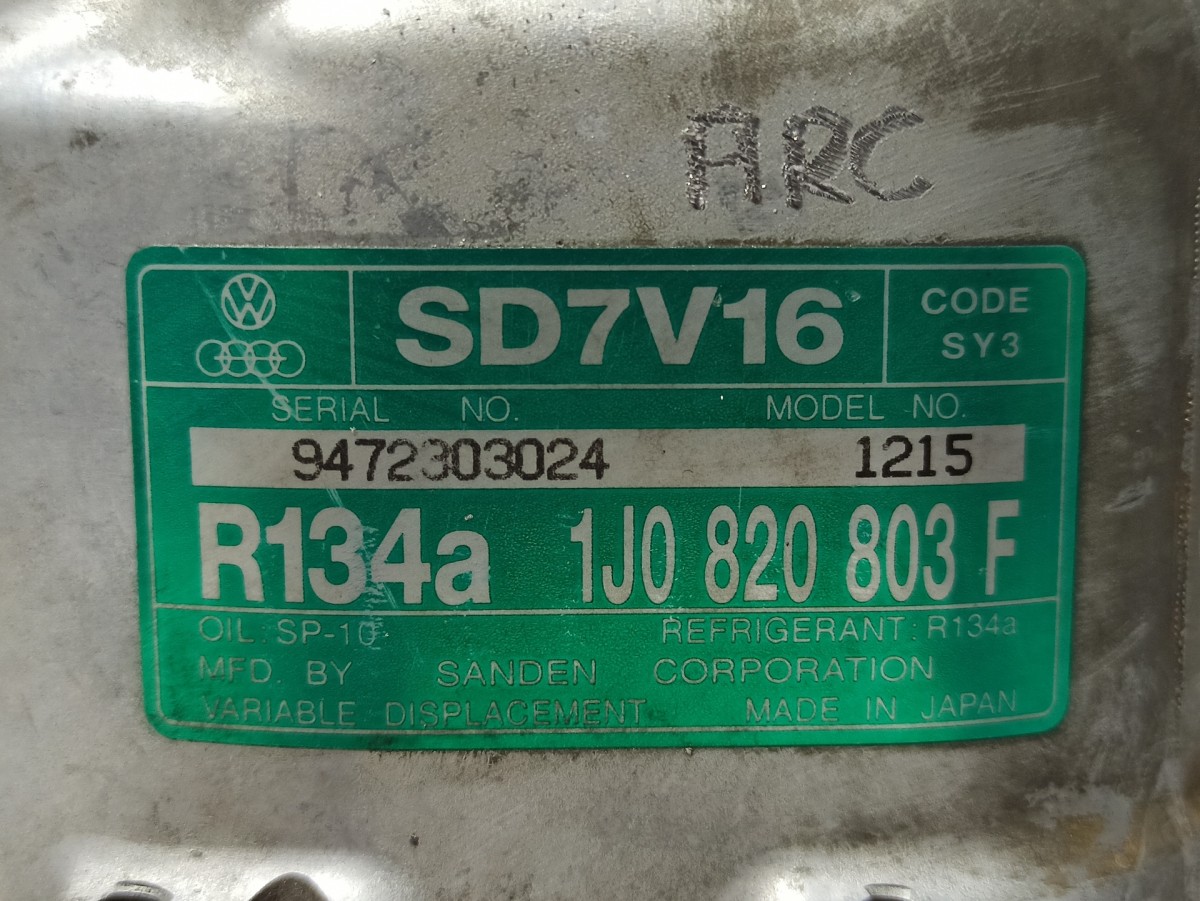 ARC
SD7V16
CODE
SY3
SERIAL NO. MODEL NO.
9472303024 1215
R134a 1J0 820 803 F
OIL: SP-10 REFRIGERANT: R134a
MFD. BY SANDEN CORPORATION
VARIABLE DISPLACEMENT MADE IN JAPAN